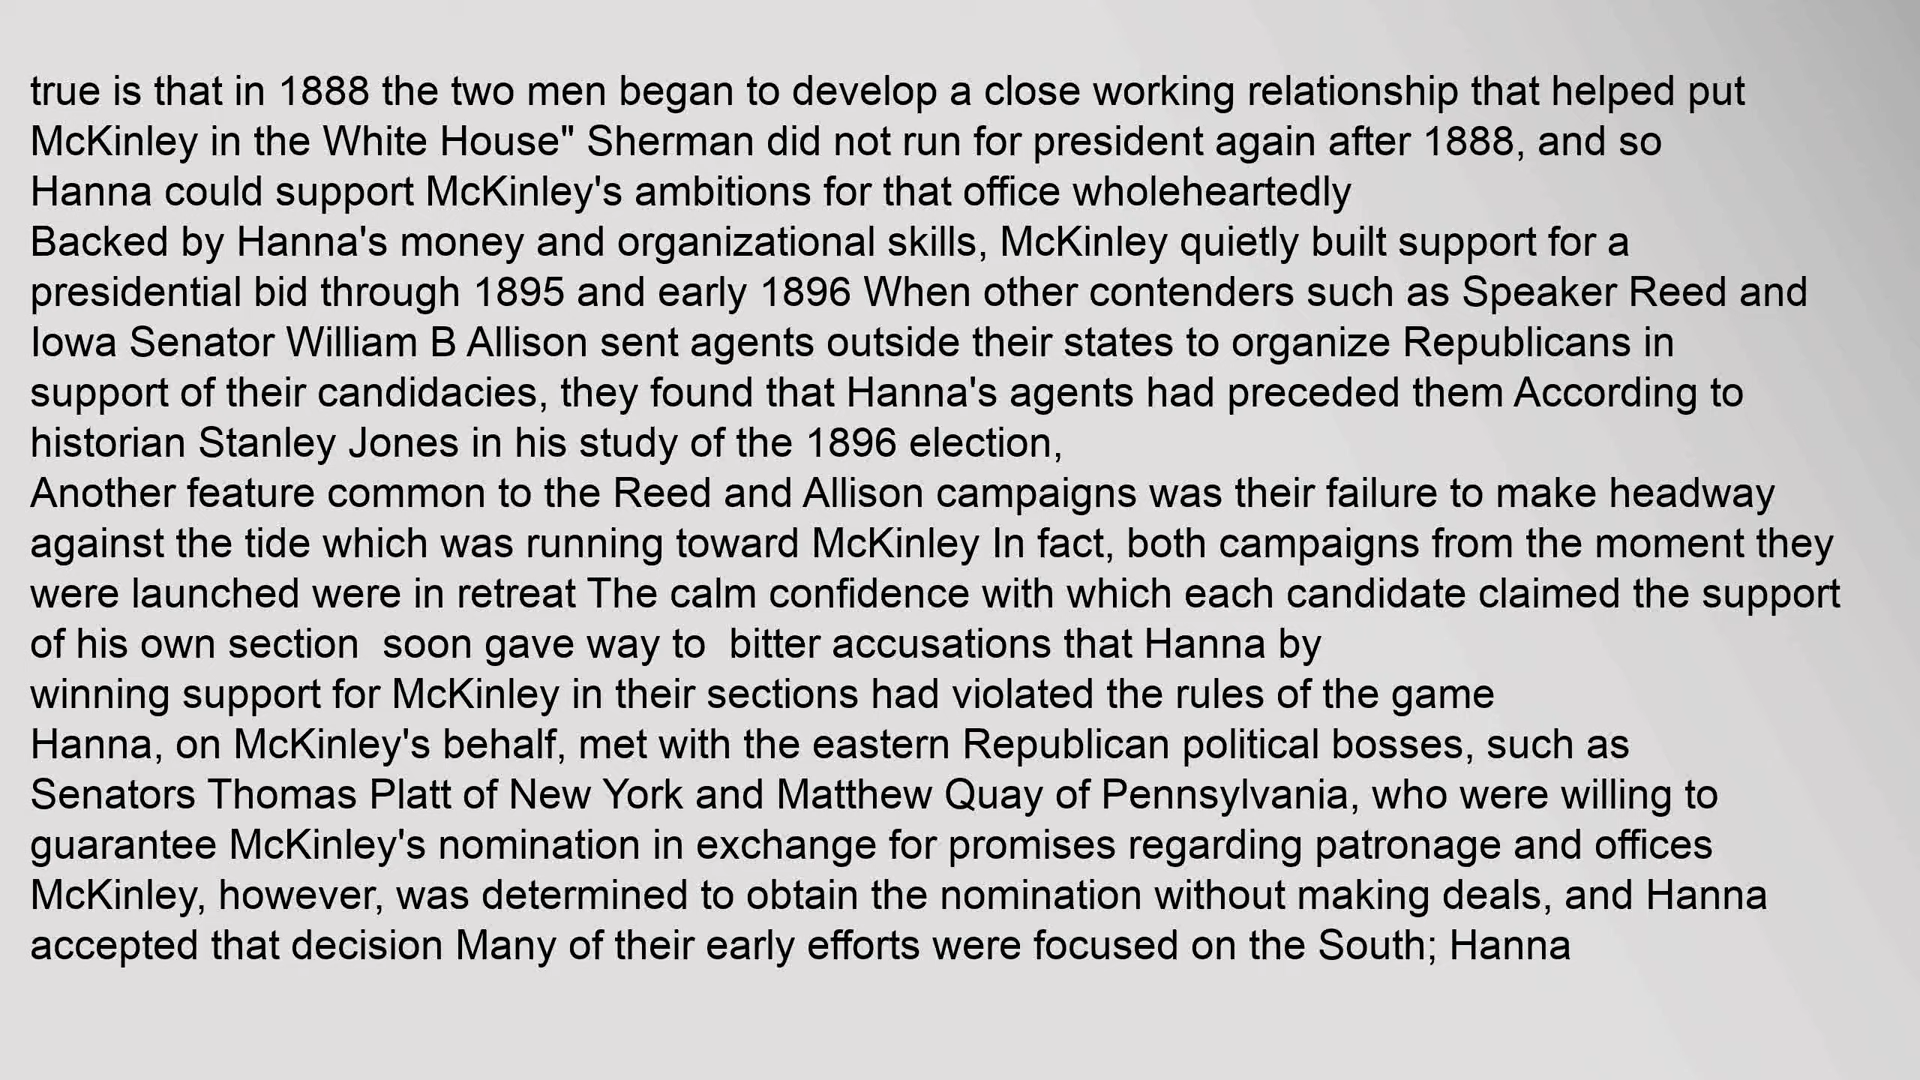 true is that in 1888 the two men began to develop a close working relationship that helped put
McKinley in the White House" Sherman did not run for president again after 1888, and so
Hanna could support McKinley's ambitions for that office wholeheartedly
Backed by Hanna's money and organizational skills, McKinley quietly built support for a
presidential bid through 1895 and early 1896 When other contenders such as Speaker Reed and
Iowa Senator William B Allison sent agents outside their states to organize Republicans in
support of their candidacies, they found that Hanna's agents had preceded them According to
historian Stanley Jones in his study of the 1896 election,
Another feature common to the Reed and Allison campaigns was their failure to make headway
against the tide which was running toward McKinley In fact, both campaigns from the moment they
were launched were in retreat The calm confidence with which each candidate claimed the support
of his own section  soon gave way to  bitter accusations that Hanna by
winning support for McKinley in their sections had violated the rules of the game
Hanna, on McKinley's behalf, met with the eastern Republican political bosses, such as
Senators Thomas Platt of New York and Matthew Quay of Pennsylvania, who were willing to
guarantee McKinley's nomination in exchange for promises regarding patronage and offices
McKinley, however, was determined to obtain the nomination without making deals, and Hanna
accepted that decision Many of their early efforts were focused on the South; Hanna